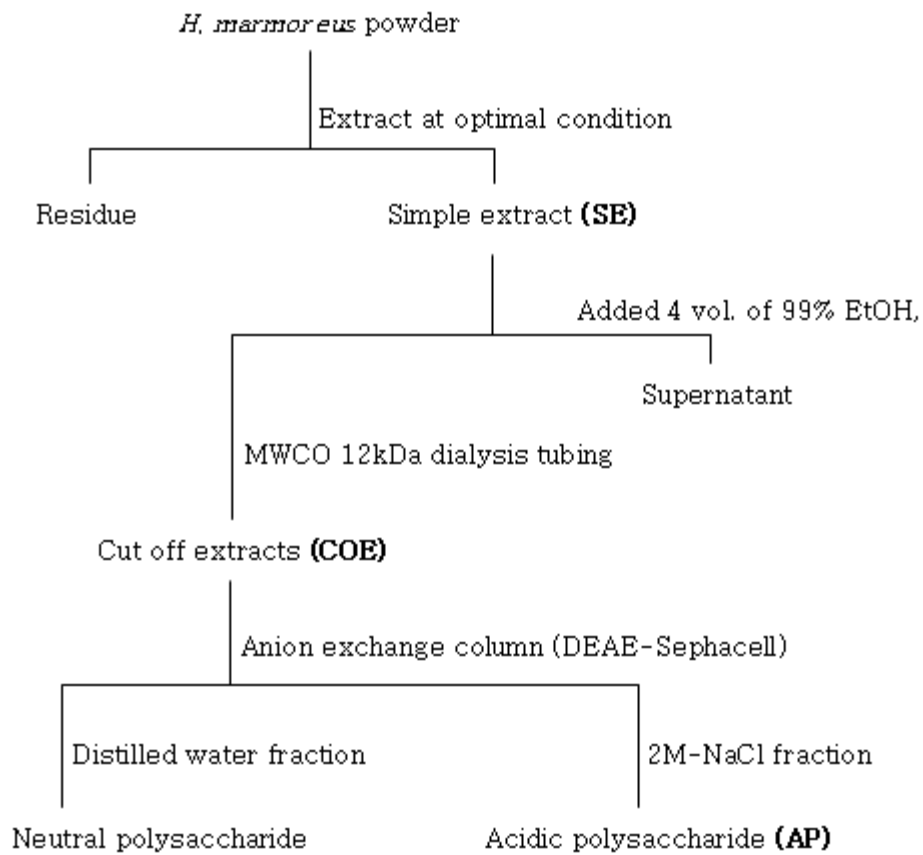 H. marmoreus powder
Extract at optimal condition
Residue
Simple extract (SE)
Added 4 vol. of 99% EtOH,
Supernatant
MWCO 12kDa dialysis tubing
Cut off extracts (COE)
Anion exchange column (DEAE-Sephacell)
Distilled water fraction
2M-NaCl fraction
Neutral polysaccharide
Acidic polysaccharide (AP)